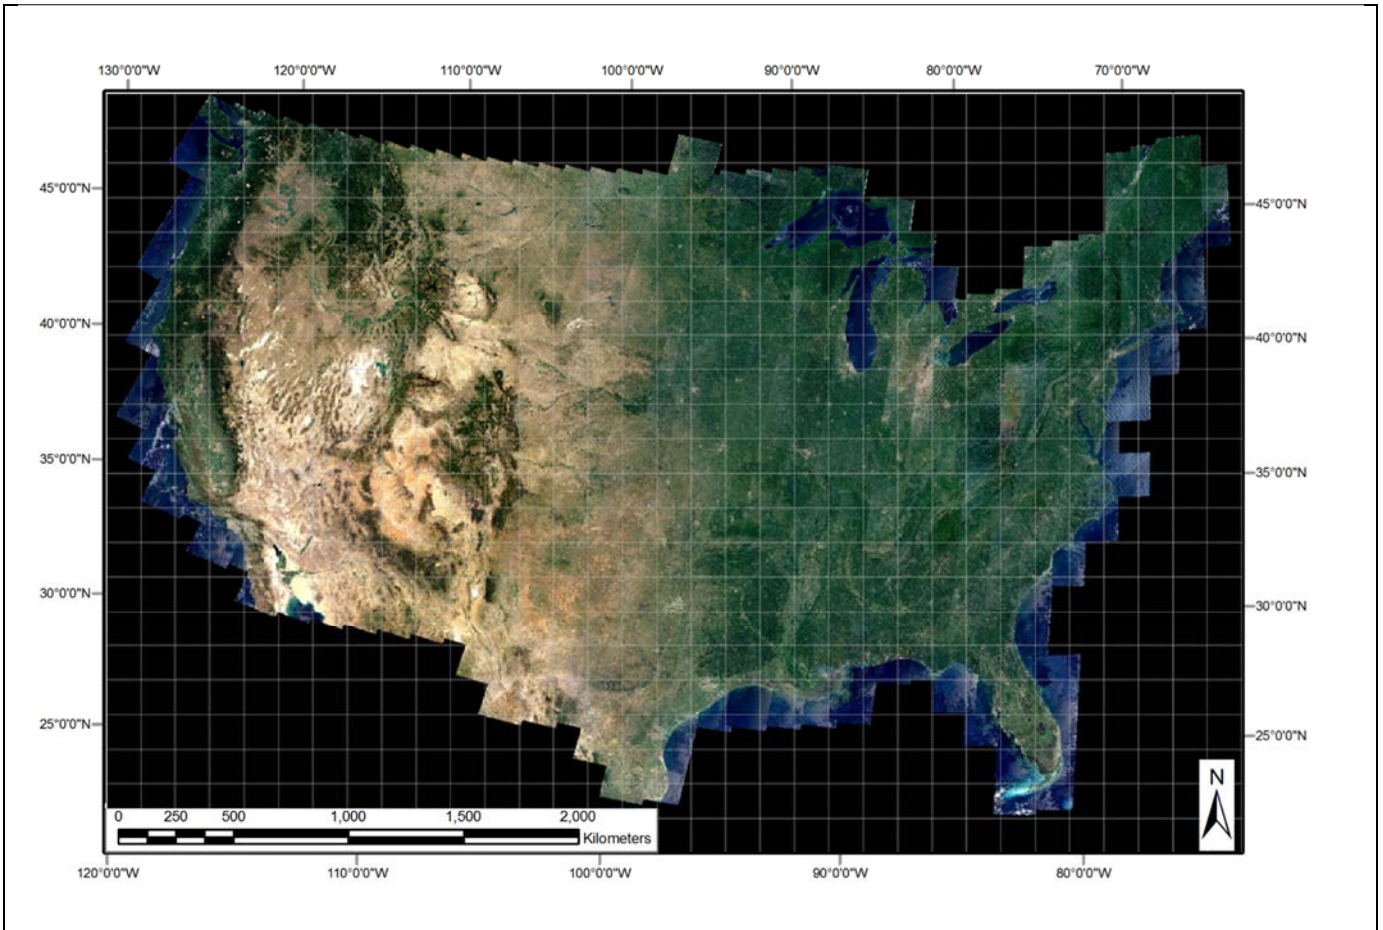 130°0'0"W 120°0'0"W 110°0'0"W 100°0'0"W 90°0'0"W 80°0'0"W 70°0'0"W
45°0'0"N 45°0'0"N
40°0'0"N 40°0'0"N
35°0'0"N 35°0'0"N
30°0'0"N 30°0'0"N
25°0'0"N 25°0'0"N
N
0 250 500 1,000 1,500 2,000
Kilometers
120°0'0"W 110°0'0"W 100°0'0"W 90°0'0"W 80°0'0"W